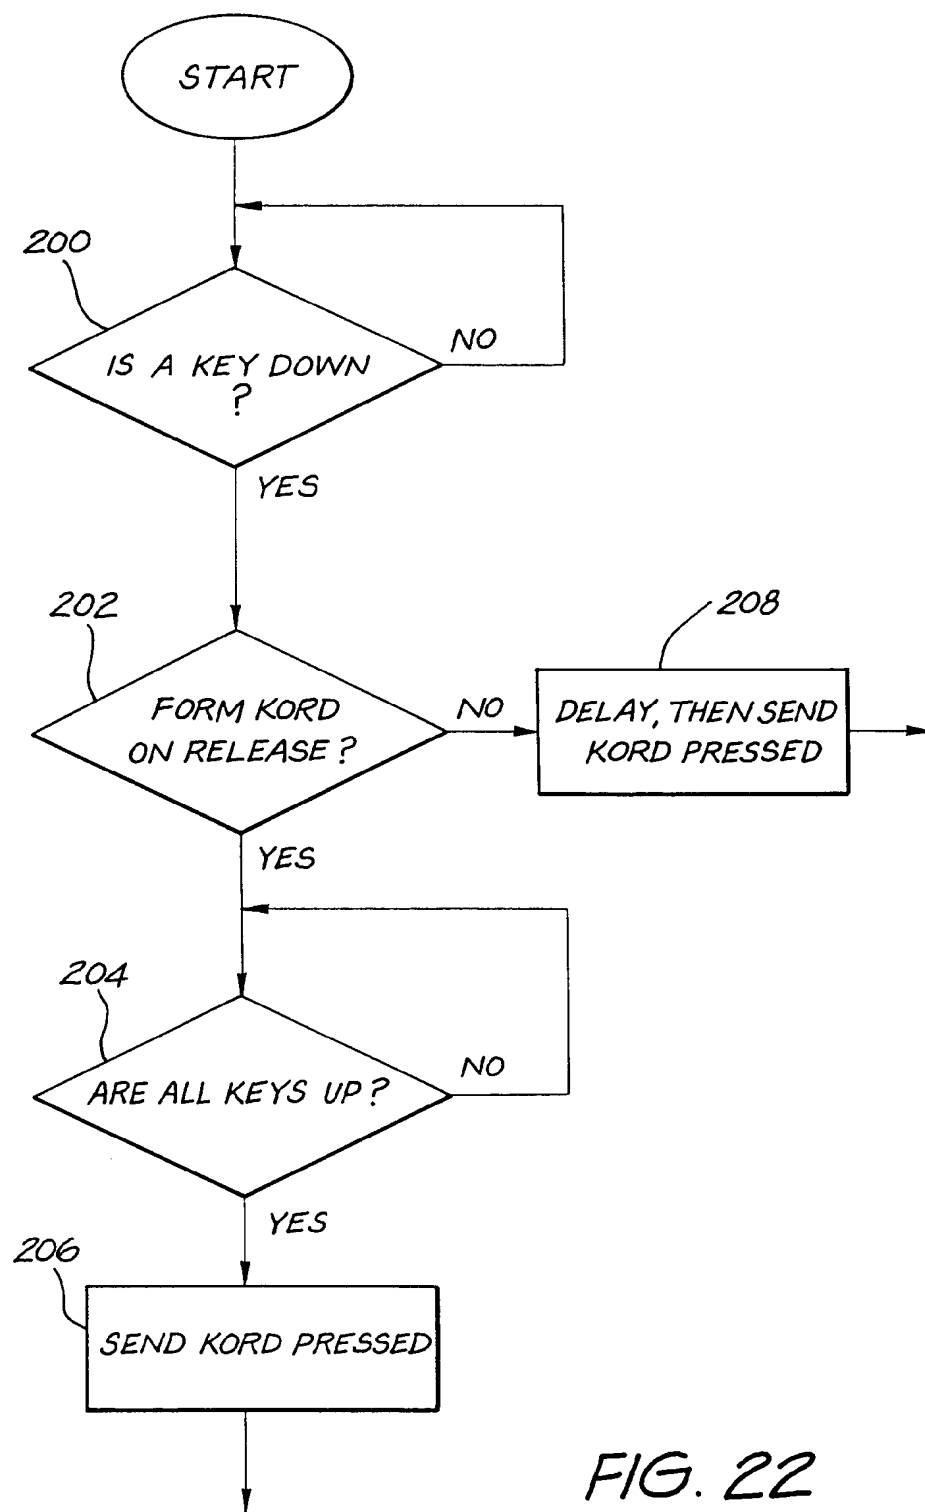 START
200
IS A KEY DOWN
?
NO
YES
202
FORM KORD
ON RELEASE?
NO
208
DELAY, THEN SEND
KORD PRESSED
YES
204
ARE ALL KEYS UP?
NO
YES
206
SEND KORD PRESSED
FIG. 22